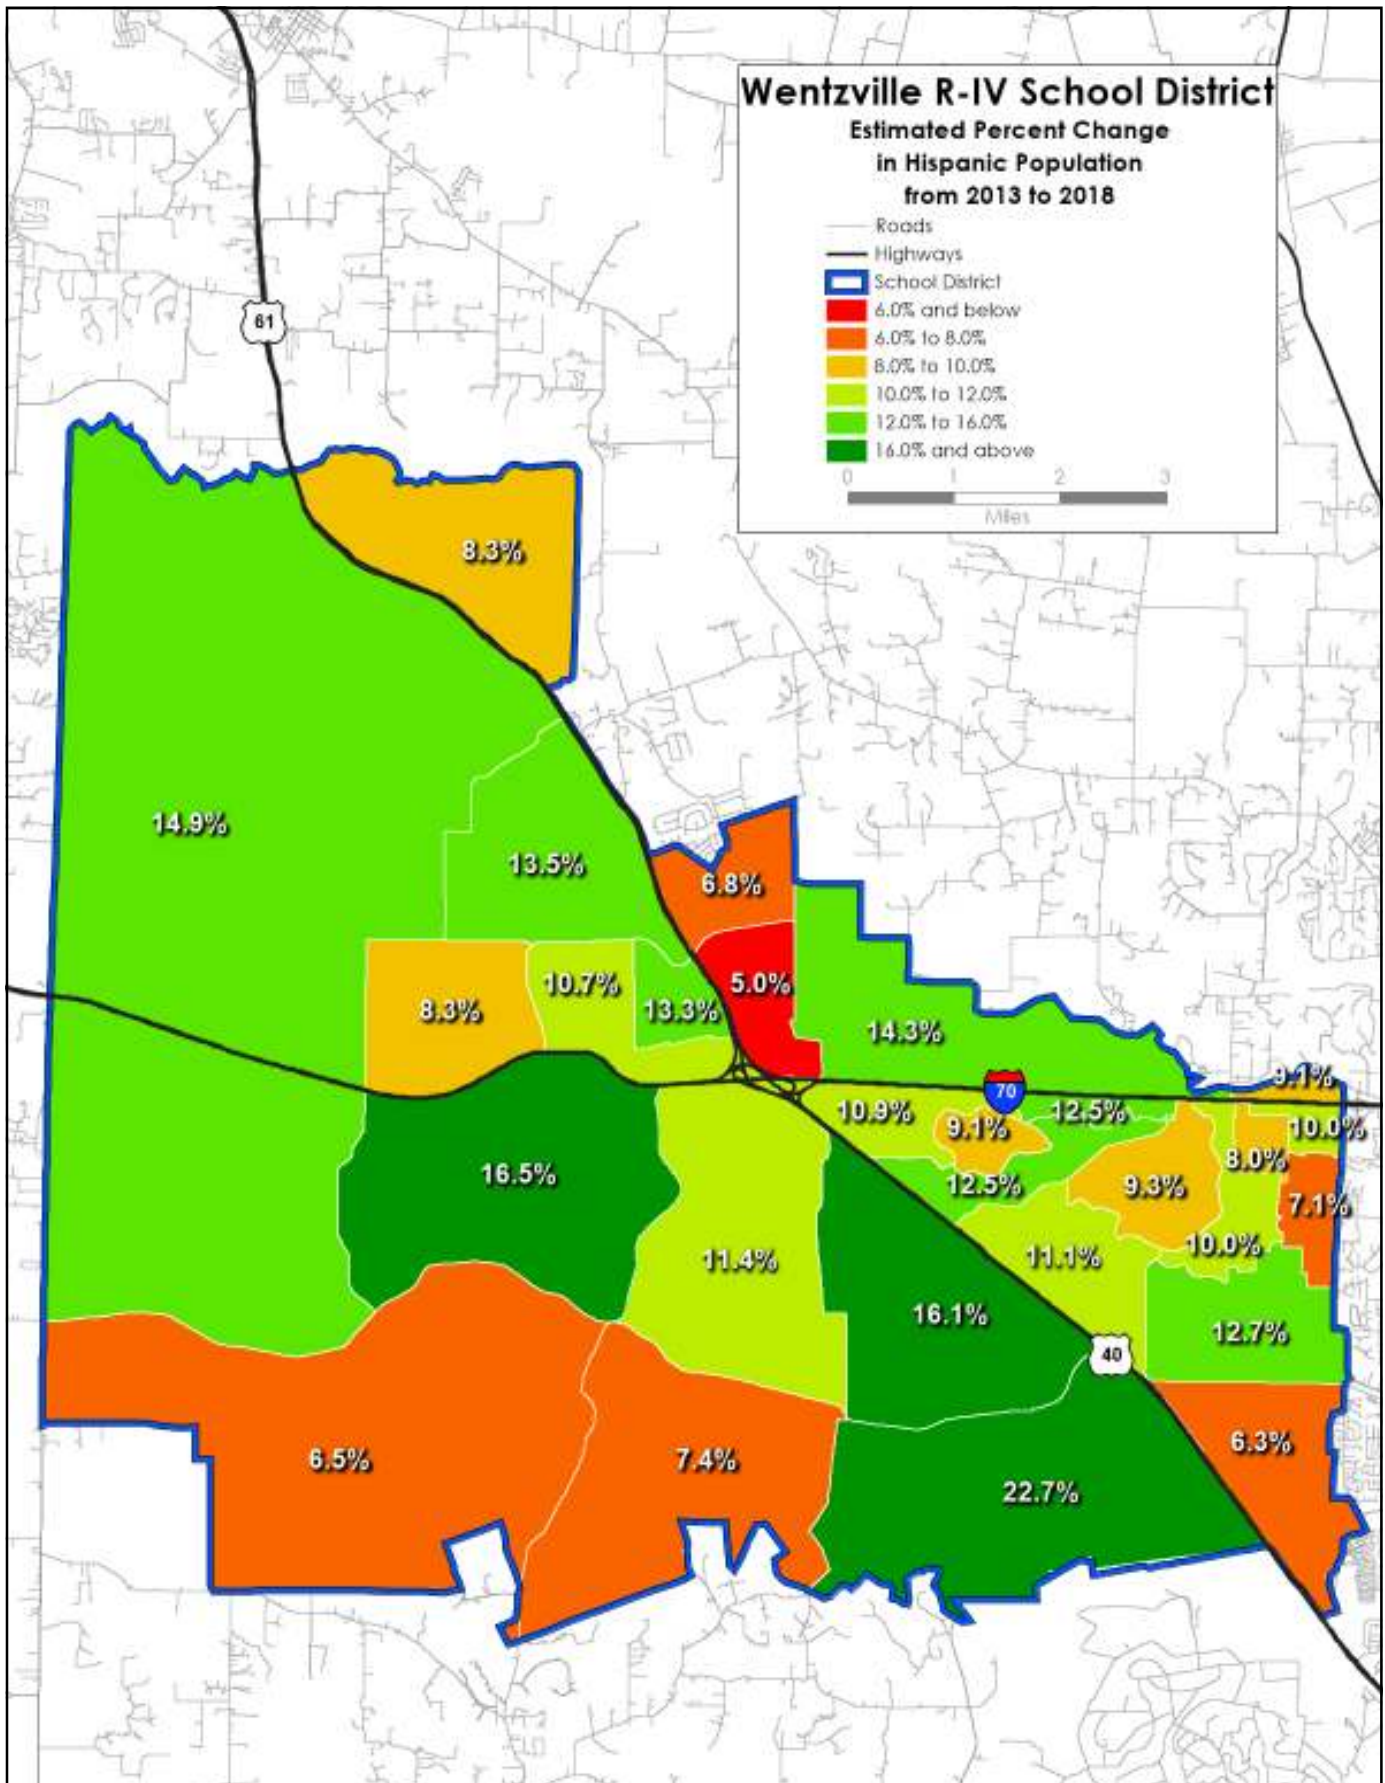 Wentzville R-IV School District
Estimated Percent Change
in Hispanic Population
from 2013 to 2018
Roads
Highways
School District
6.0% and below
6.0% to 8.0%
8.0% to 10.0%
10.0% to 12.0%
12.0% to 16.0%
16.0% and above
0 1 2 3
Miles
61
8.3%
14.9%
13.5%
6.8%
8.3%
10.7%
13.3%
5.0%
14.3%
9.1%
70
10.9%
9.1%
12.5%
10.0%
8.0%
16.5%
12.5%
9.3%
7.1%
11.4%
11.1%
10.0%
16.1%
12.7%
40
6.5%
7.4%
6.3%
22.7%